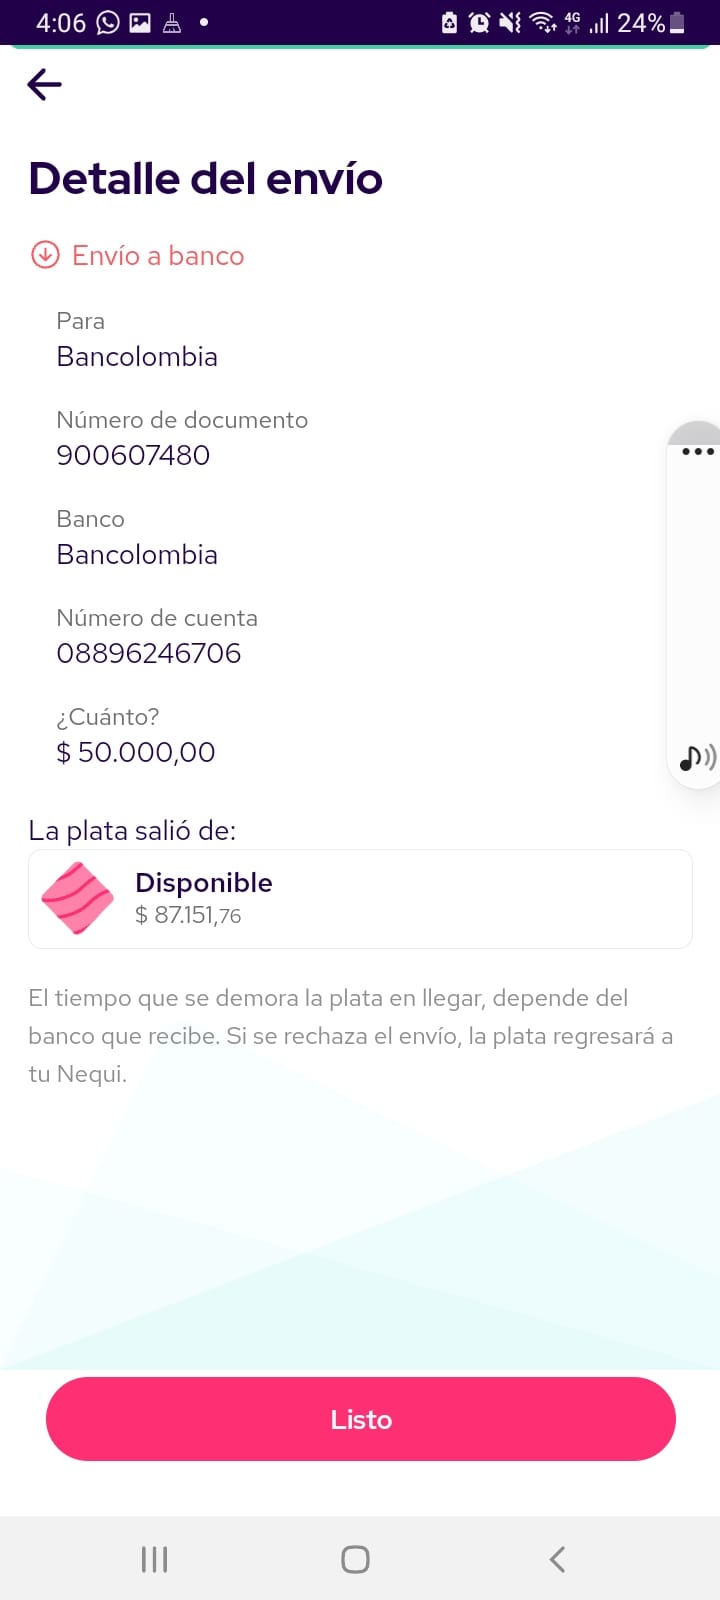 4:06
4G
24%
Detalle del envío
Envío a banco
Para
Bancolombia
Número de documento
900607480
Banco
Bancolombia
Número de cuenta
08896246706
¿Cuánto?
$ 50.000,00
La plata salió de:
Disponible
$ 87.151,76
El tiempo que se demora la plata en llegar, depende del
banco que recibe. Si se rechaza el envío, la plata regresará a
tu Nequi.
Listo